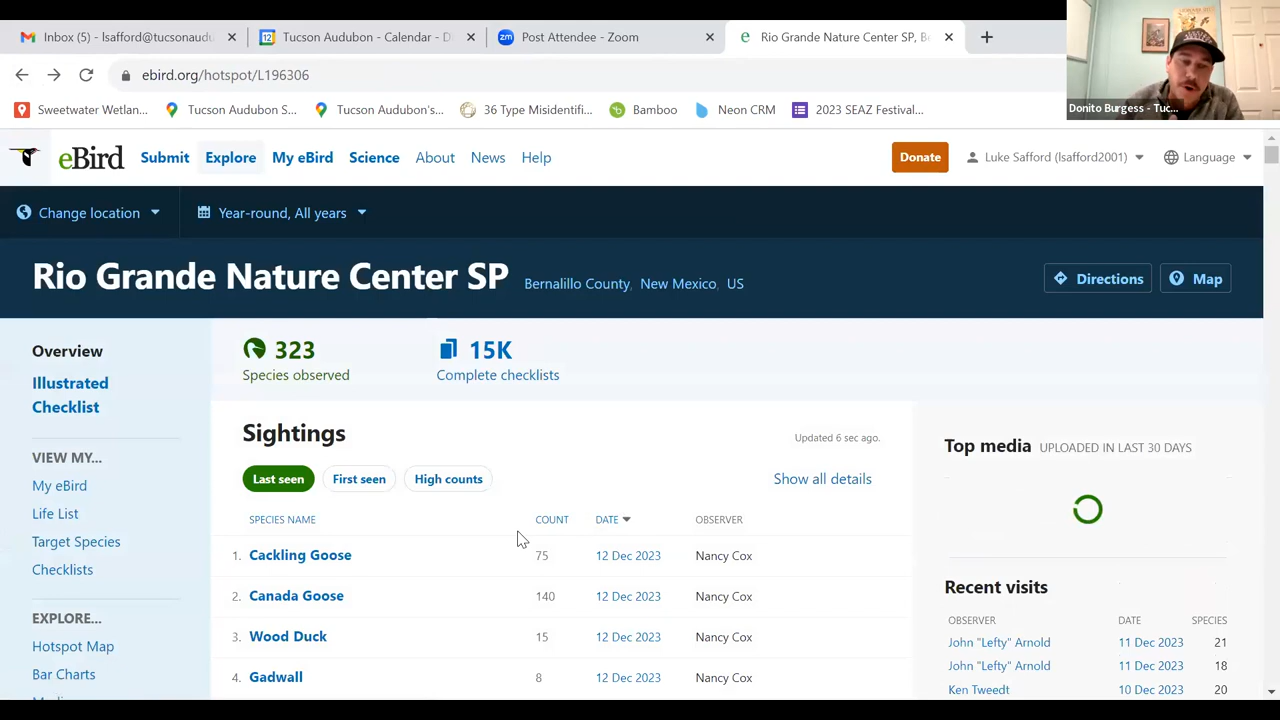 Inbox (5) - lsafford@tucsonaudu
Tucson Audubon - Calendar - D
Post Attendee - Zoom
Rio Grande Nature Center SP, Be
ebird.org/hotspot/L196306
Donito Burgess - Tuc...
Sweetwater Wetlan...
Tucson Audubon S...
Tucson Audubon's...
36 Type Misidentifi...
Bamboo
Neon CRM
2023 SEAZ Festival...
eBird
Submit
Explore
My eBird
Science
About
News
Help
Donate
Luke Safford (lsafford2001)
Language
Change location
Year-round, All years
Rio Grande Nature Center SP
Bernalillo County, New Mexico, US
Directions
Map
Overview
Illustrated
Checklist
VIEW MY...
My eBird
Life List
Target Species
Checklists
EXPLORE...
Hotspot Map
Bar Charts
323
Species observed
15K
Complete checklists
Sightings
Updated 6 sec ago.
Last seen
First seen
High counts
Show all details
SPECIES NAME COUNT DATE OBSERVER
1. Cackling Goose 75 12 Dec 2023 Nancy Cox
2. Canada Goose 140 12 Dec 2023 Nancy Cox
3. Wood Duck 15 12 Dec 2023 Nancy Cox
4. Gadwall 8 12 Dec 2023 Nancy Cox
Top media UPLOADED IN LAST 30 DAYS
Recent visits
OBSERVER DATE SPECIES
John "Lefty" Arnold 11 Dec 2023 21
John "Lefty" Arnold 11 Dec 2023 18
Ken Tweedt 10 Dec 2023 20